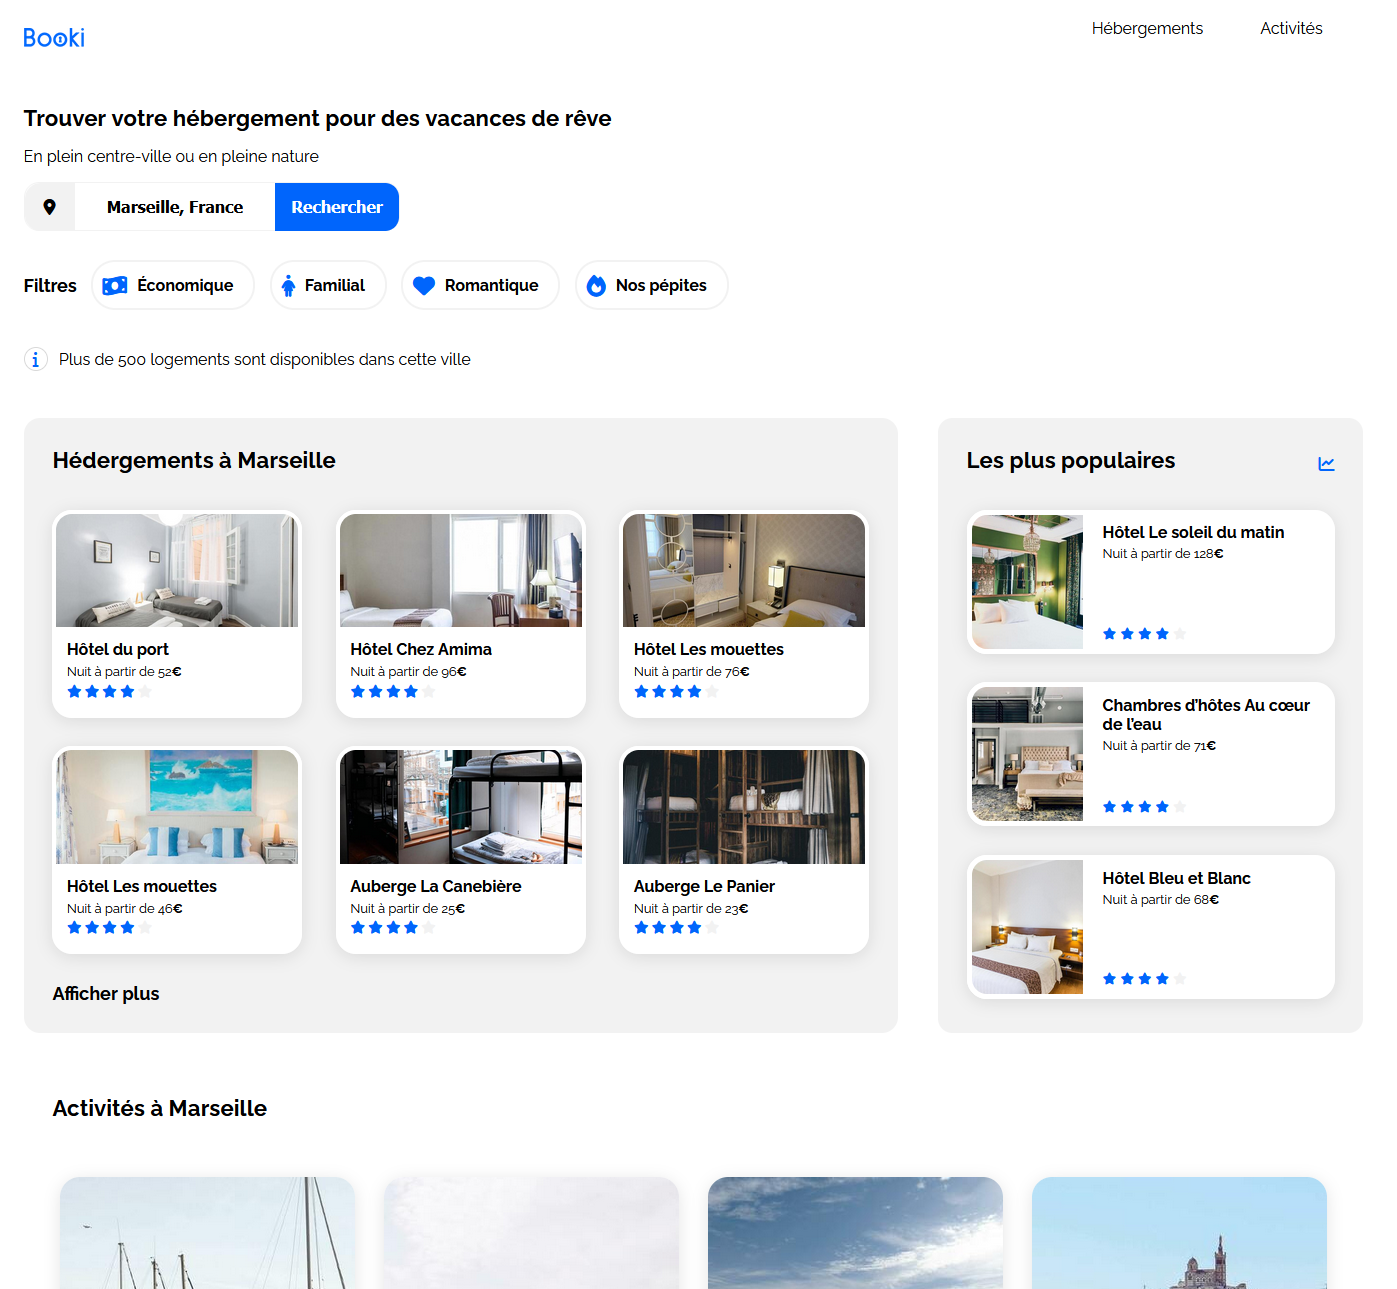 Booki
Hébergements
Activités
Trouver votre hébergement pour des vacances de rêve
En plein centre-ville ou en pleine nature
Marseille, France
Rechercher
Filtres
Économique
Familial
Romantique
Nos pépites
Plus de 500 logements sont disponibles dans cette ville
Hédergements à Marseille
Hôtel du port
Nuit à partir de 52€
Hôtel Chez Amima
Nuit à partir de 96€
Hôtel Les mouettes
Nuit à partir de 76€
Hôtel Les mouettes
Nuit à partir de 46€
Auberge La Canebière
Nuit à partir de 25€
Auberge Le Panier
Nuit à partir de 23€
Afficher plus
Les plus populaires
Hôtel Le soleil du matin
Nuit à partir de 128€
Chambres d'hôtes Au cœur
de l'eau
Nuit à partir de 71€
Hôtel Bleu et Blanc
Nuit à partir de 68€
Activités à Marseille